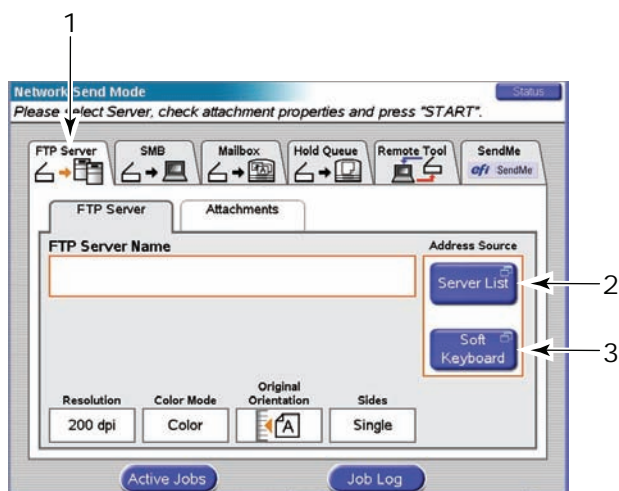 1
Network Send Mode
Status
Please select Server, check attachment properties and press "START".
FTP Server
SMB
Mailbox
Hold Queue
Remote Tool
SendMe
efi SendMe
FTP Server
Attachments
FTP Server Name
Address Source
Server List
2
Soft
Keyboard
3
Resolution
Color Mode
Original
Orientation
Sides
200 dpi
Color
A
Single
Active Jobs
Job Log